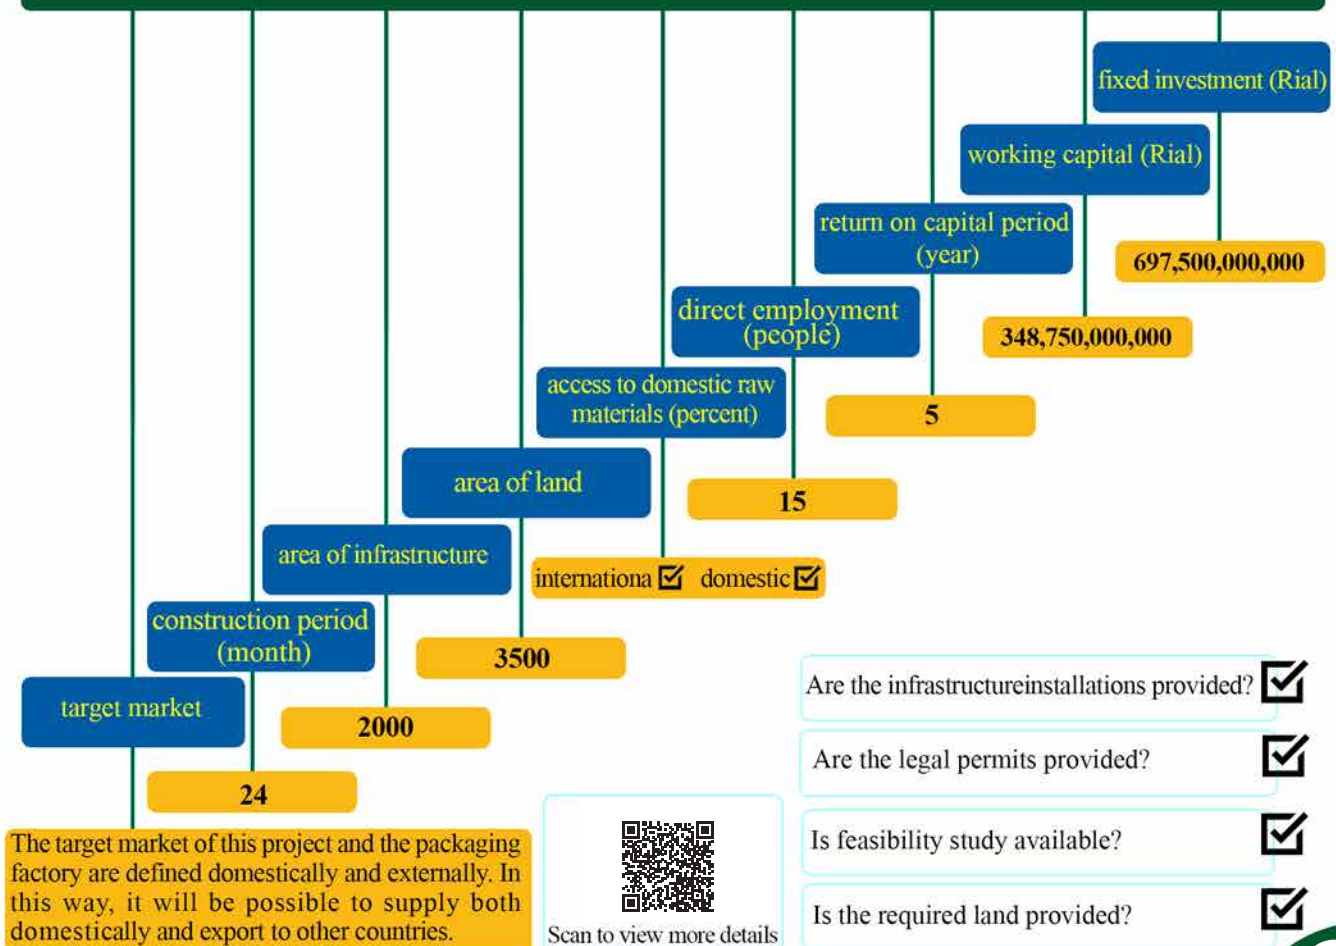 fixed investment (Rial)
697,500,000,000
working capital (Rial)
348,750,000,000
return on capital period
(year)
5
direct employment
(people)
15
access to domestic raw
materials (percent)
internationa ☑ domestic ☑
area of land
3500
area of infrastructure
2000
construction period
(month)
24
target market
The target market of this project and the packaging
factory are defined domestically and externally. In
this way, it will be possible to supply both
domestically and export to other countries.
Scan to view more details
Are the infrastructureinstallations provided? ☑
Are the legal permits provided? ☑
Is feasibility study available? ☑
Is the required land provided? ☑